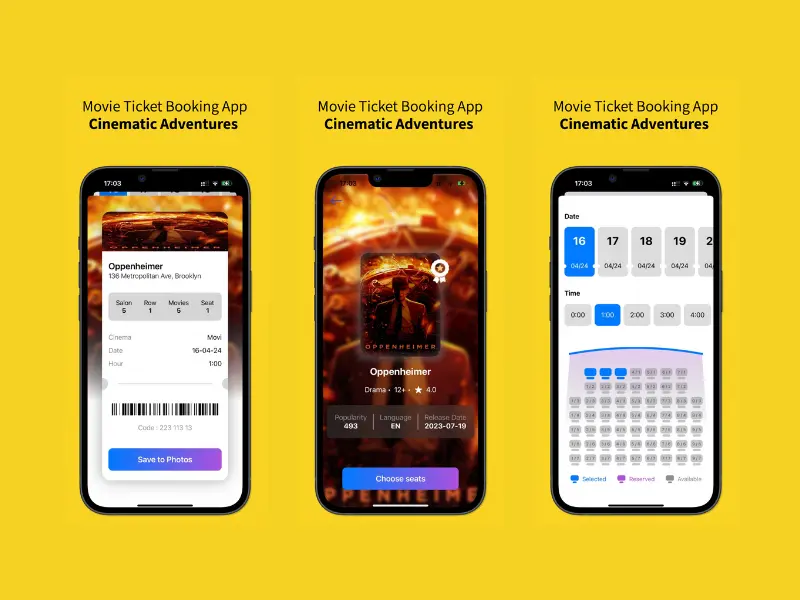 Movie Ticket Booking App
Cinematic Adventures
17:03
OPPENHEIMER
Oppenheimer
136 Metropolitan Ave, Brooklyn
Salon Row Movies Seat
5 1 5 1
Cinema Movi
Date 16-04-24
Hour 1:00
Code : 223 113 13
Save to Photos
Movie Ticket Booking App
Cinematic Adventures
17:03
OPPENHEIMER
Oppenheimer
Drama • 12+ • ★ 4.0
Popularity Language Release Date
493 EN 2023-07-19
Choose seats
PPENHEIME
Movie Ticket Booking App
Cinematic Adventures
17:03
Date
16 17 18 19 2
04/24 04/24 04/24 04/24 04/
Time
0:00 1:00 2:00 3:00 4:00
Selected Reserved Available